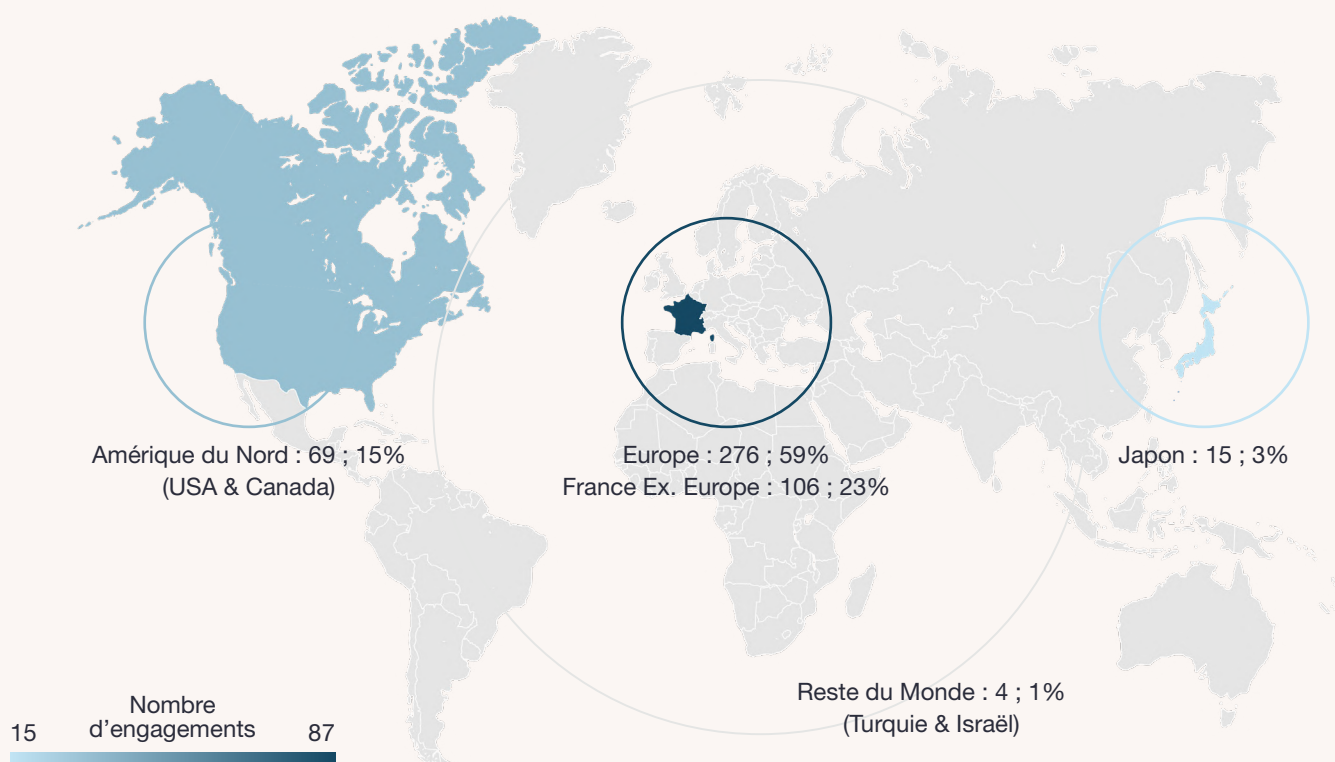 Amérique du Nord : 69 ; 15%
(USA & Canada)
Europe : 276 ; 59%
France Ex. Europe : 106 ; 23%
Japon : 15 ; 3%
Reste du Monde : 4 ; 1%
(Turquie & Israël)
Nombre
d'engagements
15
87